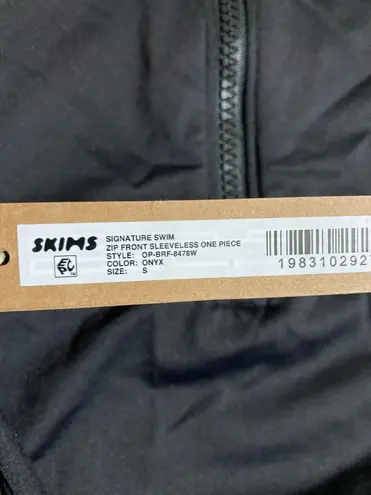 SKIMS
SIGNATURE SWIM
ZIP FRONT SLEEVELESS ONE PIECE
STYLE: OP-BRF-8478W
COLOR: ONYX
SIZE: S
198310292